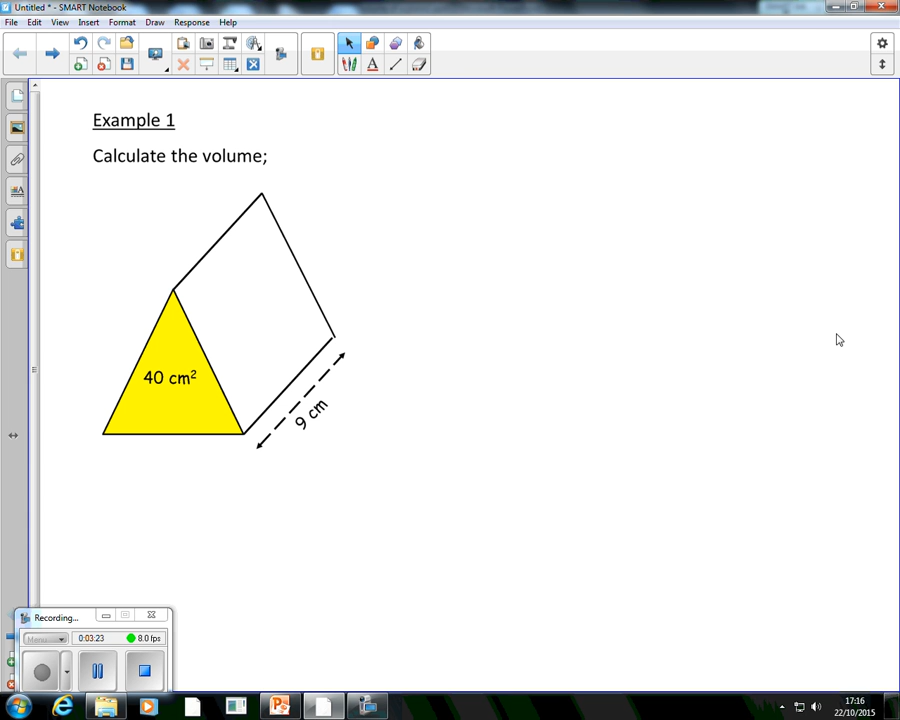 Untitled * - SMART Notebook
File Edit View Insert Format Draw Response Help
Example 1
Calculate the volume;
40 cm²
9 cm
Recording...
Menu
0:03:23
8.0 fps
17:16
22/10/2015